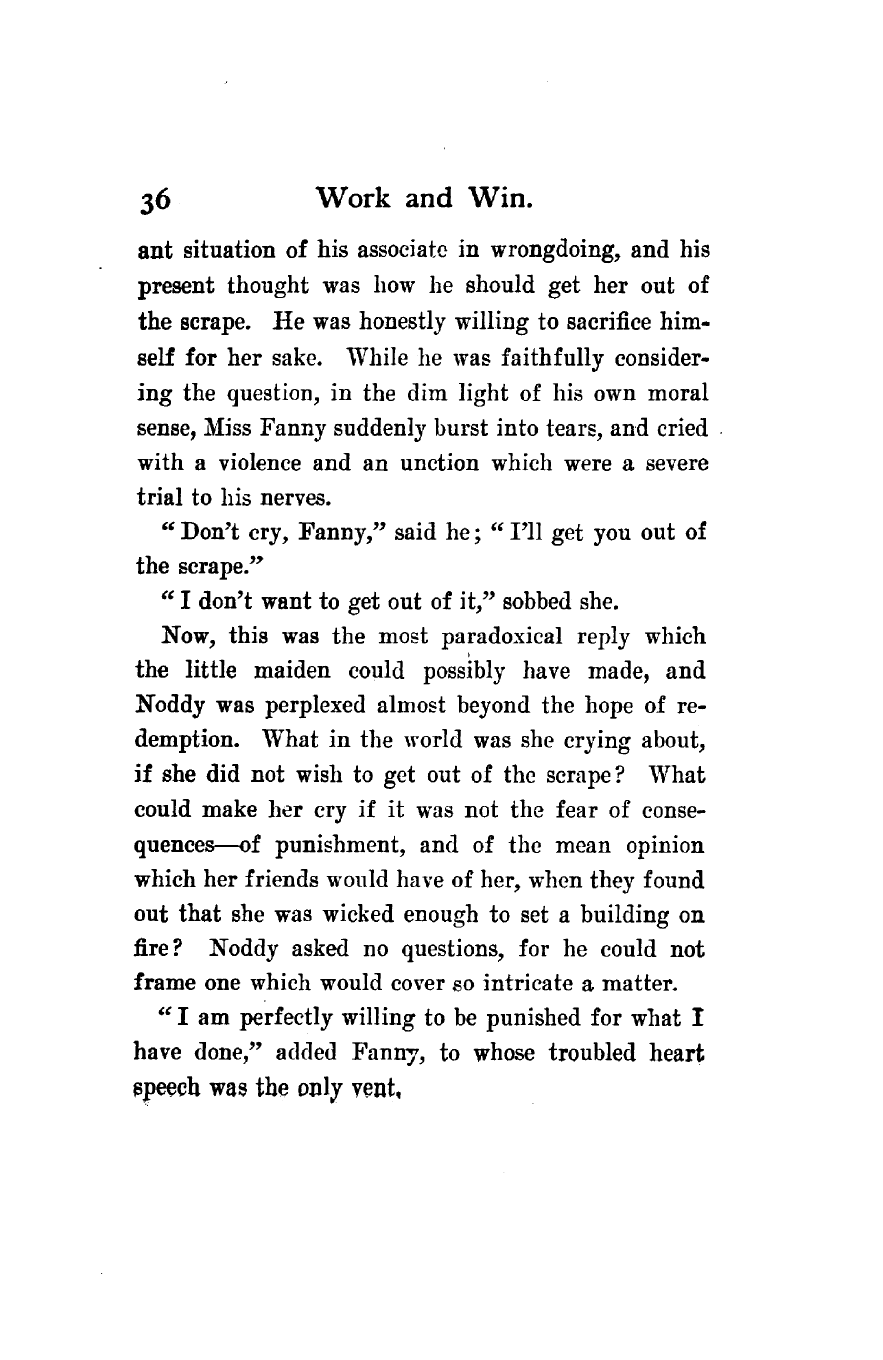 36 Work and Win.
ant situation of his associate in wrongdoing, and his
present thought was how he should get her out of
the scrape. He was honestly willing to sacrifice him-
self for her sake. While he was faithfully consider-
ing the question, in the dim light of his own moral
sense, Miss Fanny suddenly burst into tears, and cried
with a violence and an unction which were a severe
trial to his nerves.
“Don't cry, Fanny,” said he; “I'll get you out of
the scrape.”
“I don't want to get out of it,” sobbed she.
Now, this was the most paradoxical reply which
the little maiden could possibly have made, and
Noddy was perplexed almost beyond the hope of re-
demption. What in the world was she crying about,
if she did not wish to get out of the scrape? What
could make her cry if it was not the fear of conse-
quences—of punishment, and of the mean opinion
which her friends would have of her, when they found
out that she was wicked enough to set a building on
fire? Noddy asked no questions, for he could not
frame one which would cover so intricate a matter.
“I am perfectly willing to be punished for what I
have done,” added Fanny, to whose troubled heart
speech was the only vent.